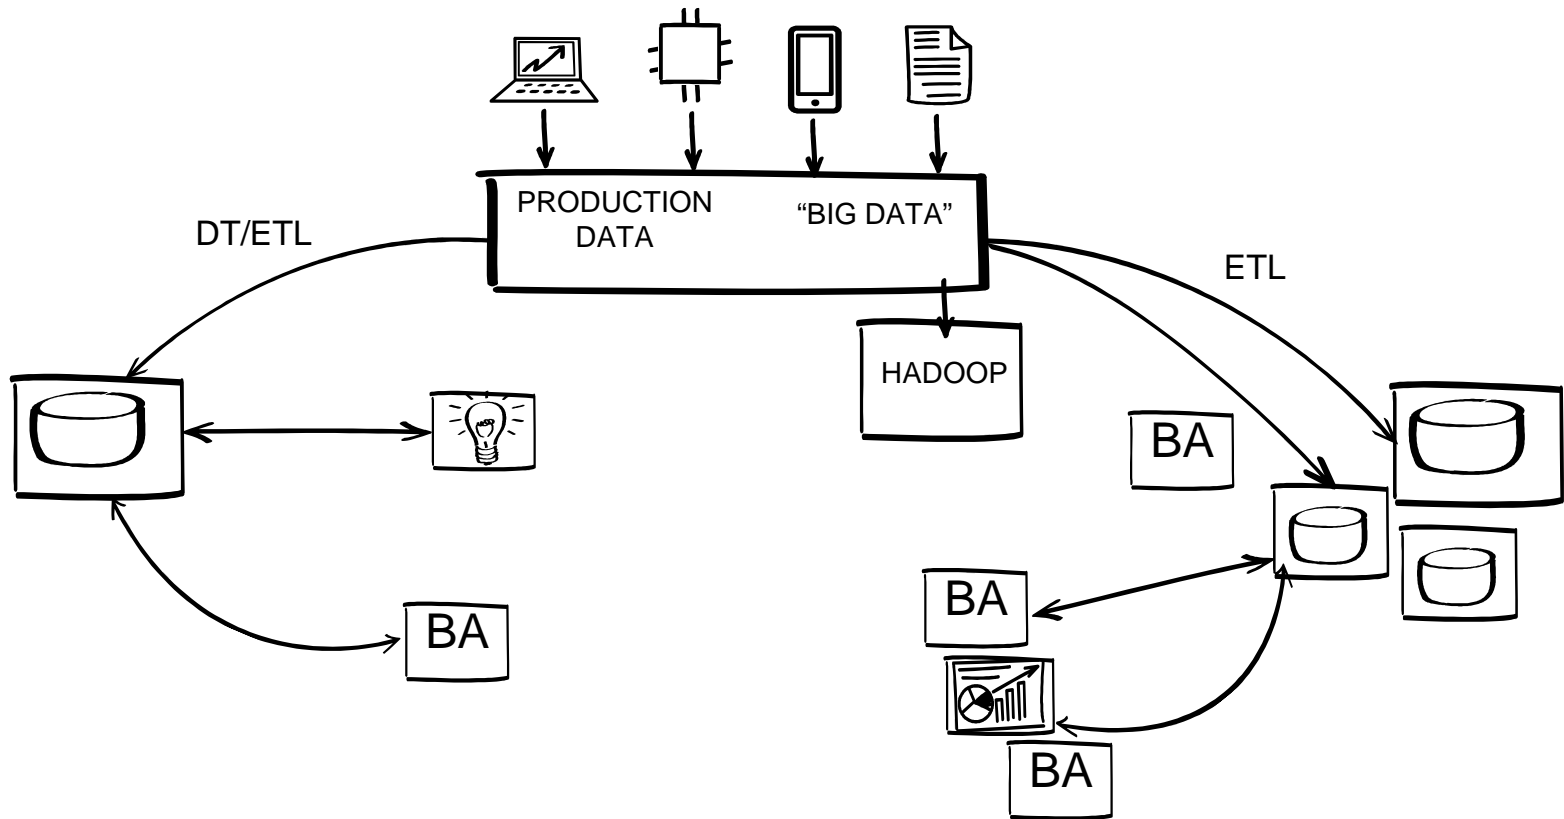 PRODUCTION
DATA
“BIG DATA”
DT/ETL
ETL
HADOOP
BA
BA
BA
BA